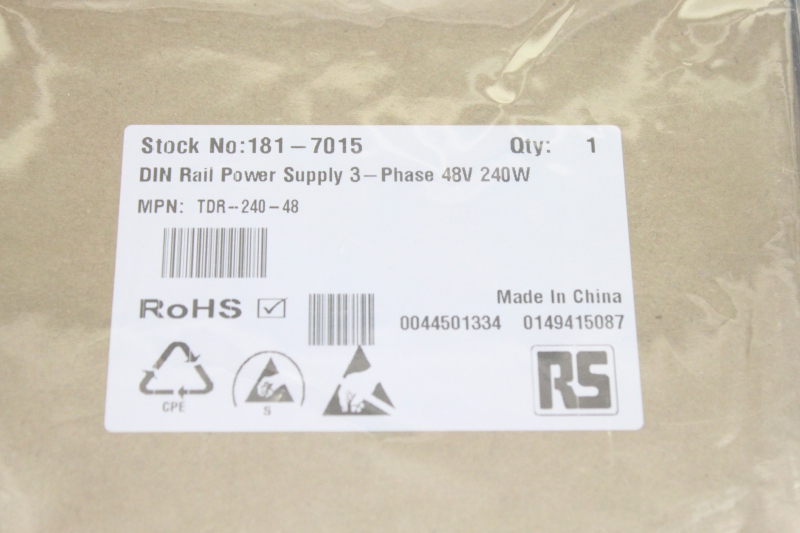 Stock No:181-7015 Qty: 1
DIN Rail Power Supply 3-Phase 48V 240W
MPN: TDR-240-48
RoHS
Made In China
0044501334 0149415087
CPE
S
RS